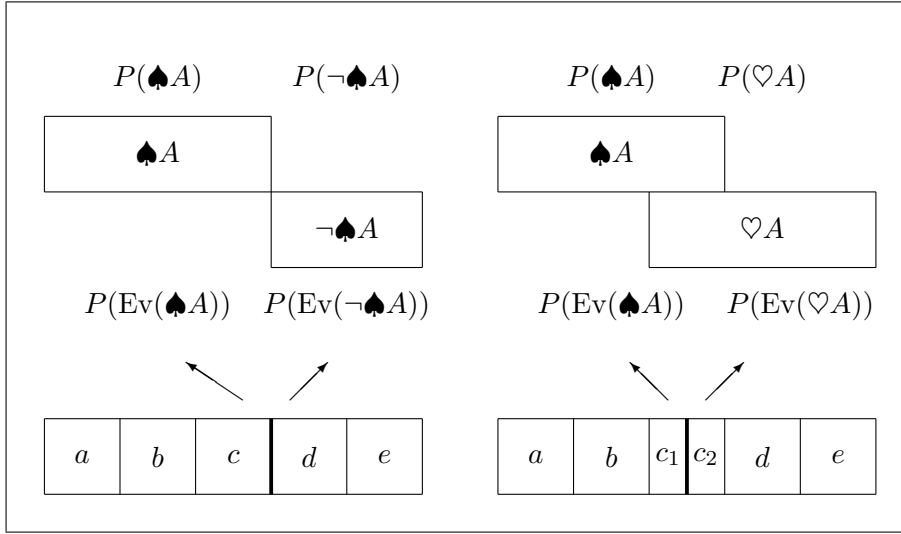 P(♠A) P(¬♠A) P(♠A) P(♡A)
♠A ♠A
¬♠A ♡A
P(Ev(♠A)) P(Ev(¬♠A)) P(Ev(♠A)) P(Ev(♡A))
a b c d e a b c₁ c₂ d e